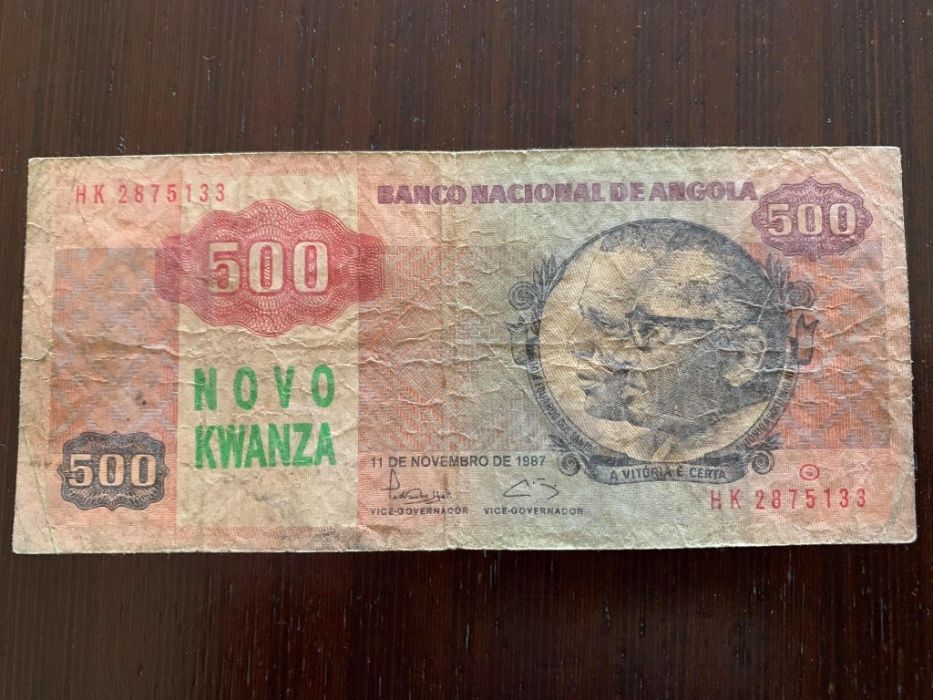 HK 2875133
BANCO NACIONAL DE ANGOLA
500
500
NOVO
KWANZA
500
11 DE NOVEMBRO DE 1987
A VITÓRIA É CERTA
HK 2875133
VICE-GOVERNADOR VICE-GOVERNADOR